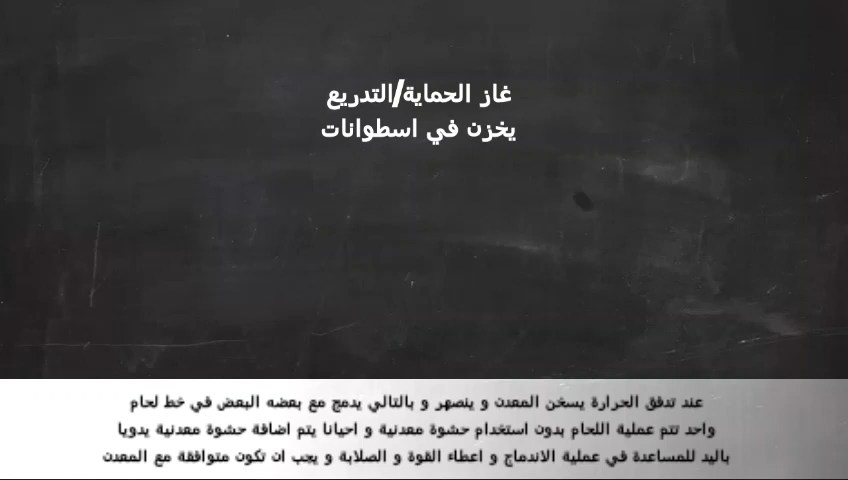 غاز الحماية/التدريع
يخزن في اسطوانات
عند تدفق الحرارة يسخن المعدن و ينصهر و بالتالي يدمج مع بعضه البعض في خط لحام
واحد تتم عملية اللحام بدون استخدام حشوة معدنية و احيانا يتم اضافة حشوة معدنية يدويا
باليد للمساعدة في عملية الاندماج و اعطاء القوة و الصلابة و يجب ان تكون متوافقة مع المعدن